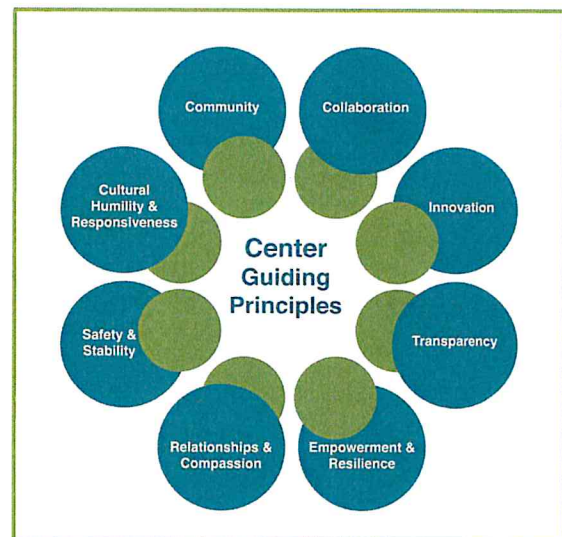 Community
Collaboration
Cultural
Humility &
Responsiveness
Innovation
Center
Guiding
Principles
Safety &
Stability
Transparency
Relationships &
Compassion
Empowerment &
Resilience